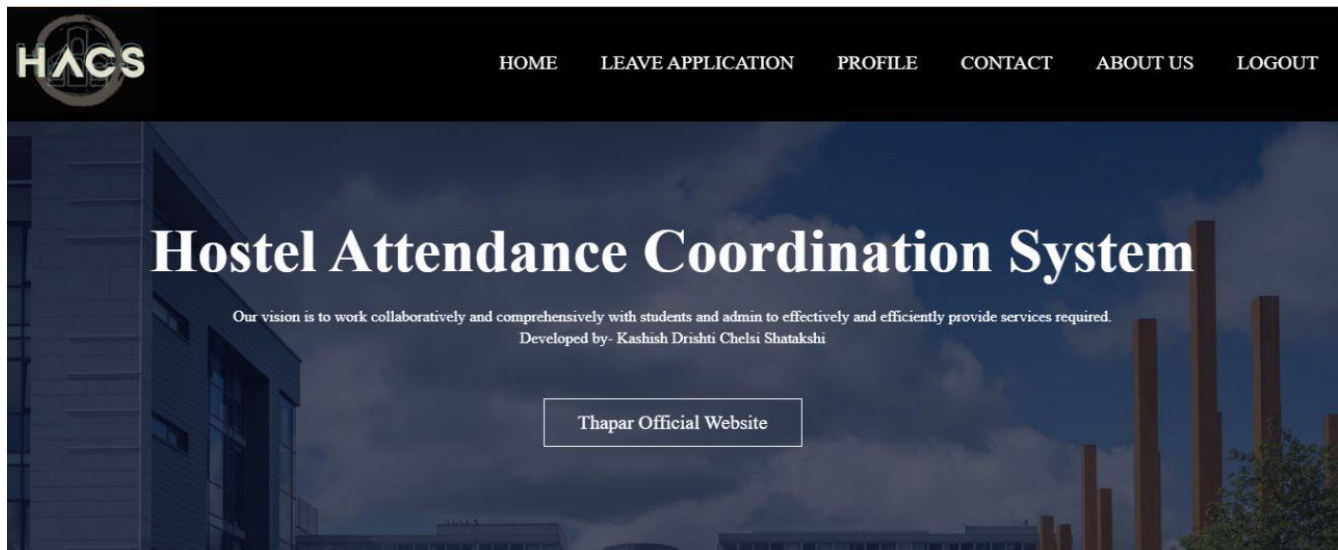 HACS
HOME LEAVE APPLICATION PROFILE CONTACT ABOUT US LOGOUT
Hostel Attendance Coordination System
Our vision is to work collaboratively and comprehensively with students and admin to effectively and efficiently provide services required.
Developed by- Kashish Drishti Chelsi Shatakshi
Thapar Official Website